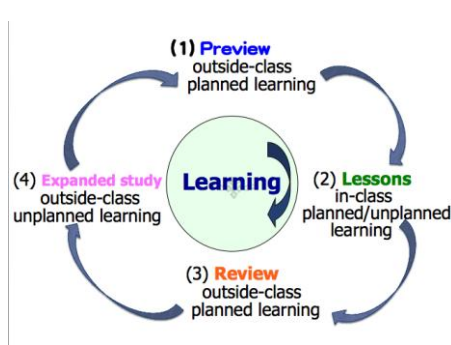 (1) Preview
outside-class
planned learning
(4) Expanded study
outside-class
unplanned learning
Learning
(2) Lessons
in-class
planned/unplanned
learning
(3) Review
outside-class
planned learning